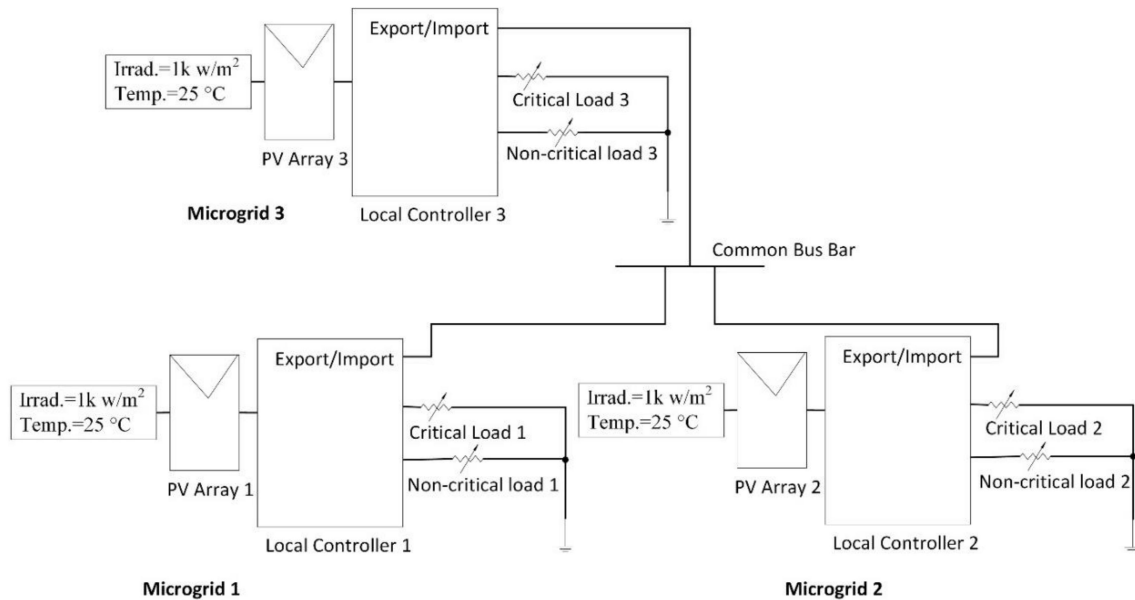 Export/Import
Irrad.=1k w/m²
Temp.=25 °C
Critical Load 3
Non-critical load 3
PV Array 3
Local Controller 3
Microgrid 3
Common Bus Bar
Export/Import
Irrad.=1k w/m²
Temp.=25 °C
Critical Load 1
Non-critical load 1
PV Array 1
Local Controller 1
Microgrid 1
Export/Import
Irrad.=1k w/m²
Temp.=25 °C
Critical Load 2
Non-critical load 2
PV Array 2
Local Controller 2
Microgrid 2